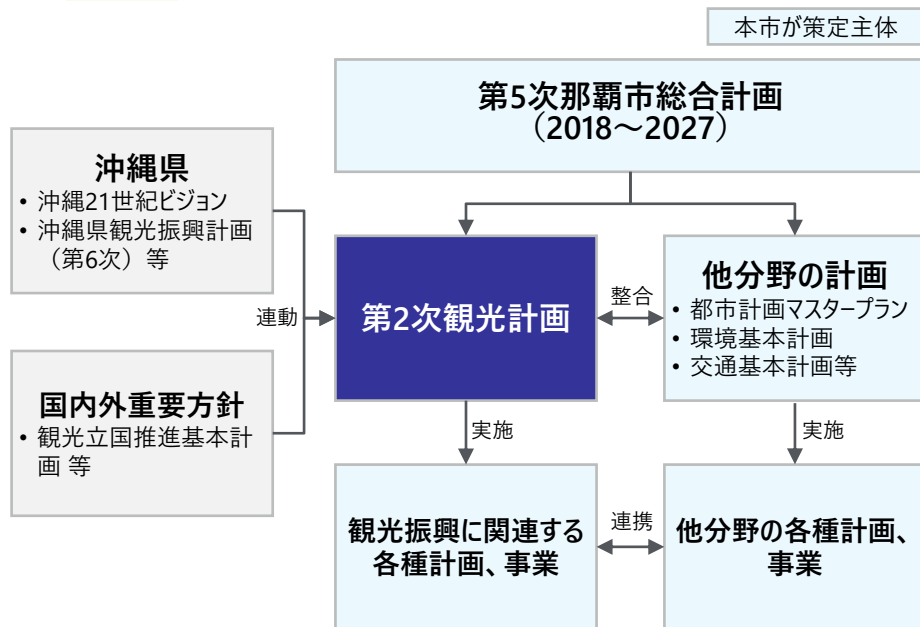 本市が策定主体
第5次那覇市総合計画
（2018～2027）
沖縄県
• 沖縄21世紀ビジョン
• 沖縄県観光振興計画
（第6次）等
連動
国内外重要方針
• 観光立国推進基本計
画 等
第2次観光計画
整合
他分野の計画
• 都市計画マスタープラン
• 環境基本計画
• 交通基本計画等
実施
実施
観光振興に関連する
各種計画、事業
連携
他分野の各種計画、
事業